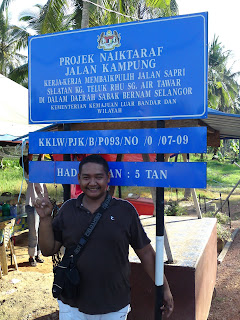 PROJEK NAIKTARAF
JALAN KAMPUNG
KERJA-KERJA MEMBAIKPULIH JALAN SAPRI
SELATAN KG. TELUK RHU SG. AIR TAWAR
DI DALAM DAERAH SABAK BERNAM SELANGOR
KEMENTERIAN KEMAJUAN LUAR BANDAR DAN
WILAYAH
KKLW/PJK/B/P093/NO /0 /07-09
HAD : 5 TAN